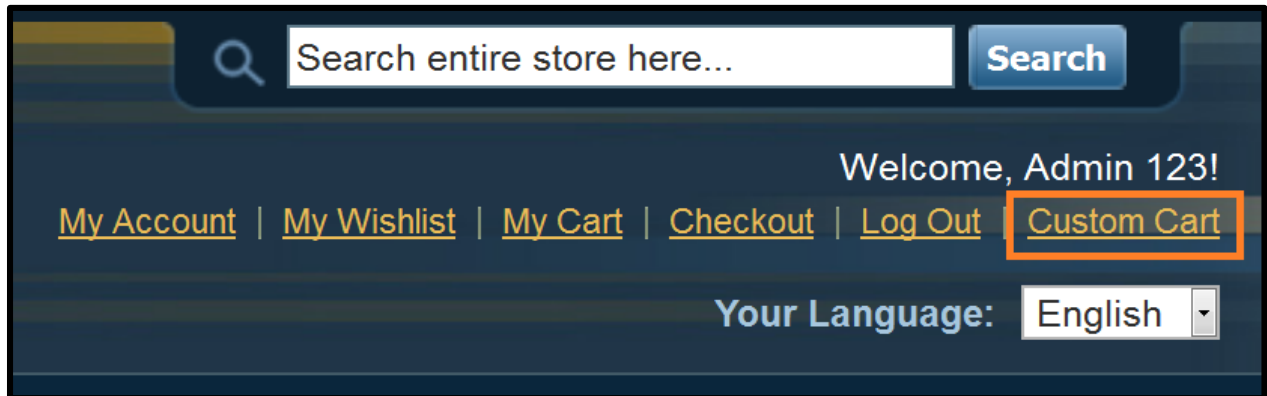 Search entire store here... Search
Welcome, Admin 123!
My Account | My Wishlist | My Cart | Checkout | Log Out | Custom Cart
Your Language: English